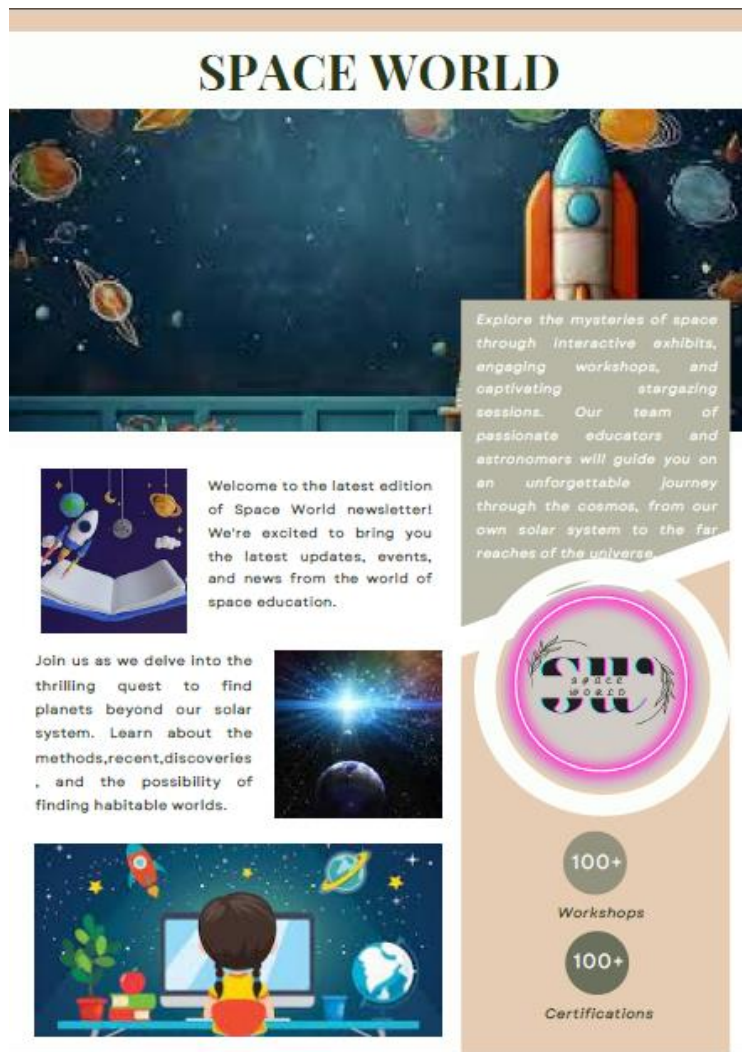 SPACE WORLD
Explore the mysteries of space
through interactive exhibits,
engaging workshops, and
captivating stargazing
sessions. Our team of
passionate educators and
astronomers will guide you on
an unforgettable journey
through the cosmos, from our
own solar system to the far
reaches of the universe.
Welcome to the latest edition
of Space World newsletter!
We're excited to bring you
the latest updates, events,
and news from the world of
space education.
Join us as we delve into the
thrilling quest to find
planets beyond our solar
system. Learn about the
methods,recent,discoveries
, and the possibility of
finding habitable worlds.
SW
space
world
100+
Workshops
100+
Certifications